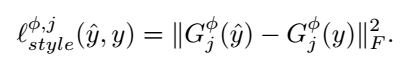 ℓ^{ϕ,j}_{style}(ŷ, y) = ‖G^ϕ_j(ŷ) − G^ϕ_j(y)‖^2_F.